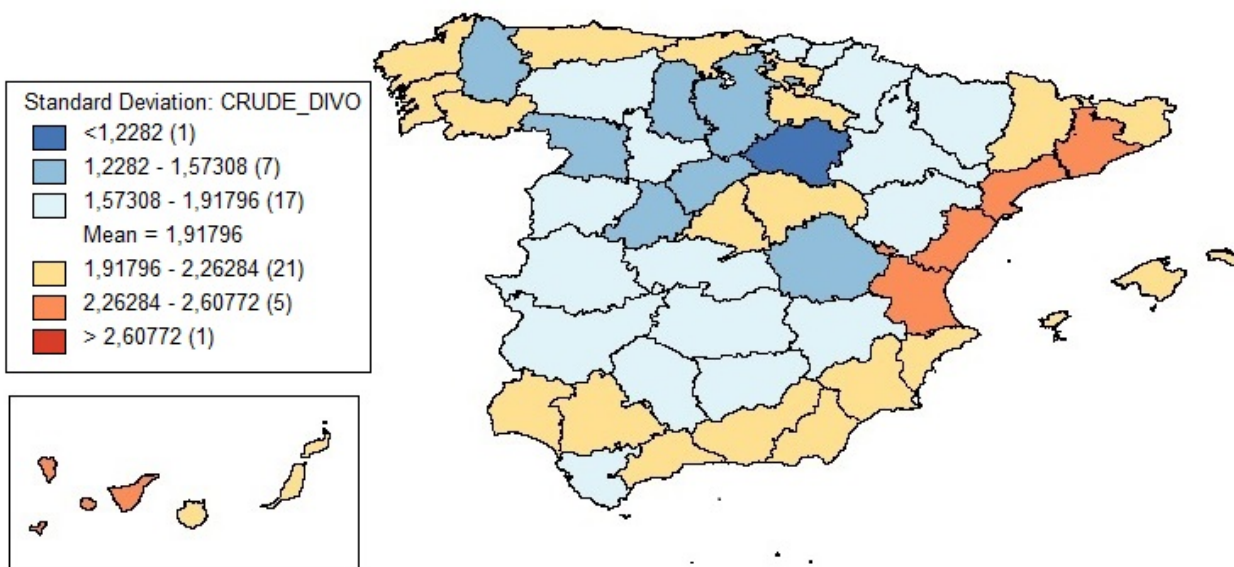 Standard Deviation: CRUDE_DIVO
<1,2282 (1)
1,2282 - 1,57308 (7)
1,57308 - 1,91796 (17)
Mean = 1,91796
1,91796 - 2,26284 (21)
2,26284 - 2,60772 (5)
> 2,60772 (1)